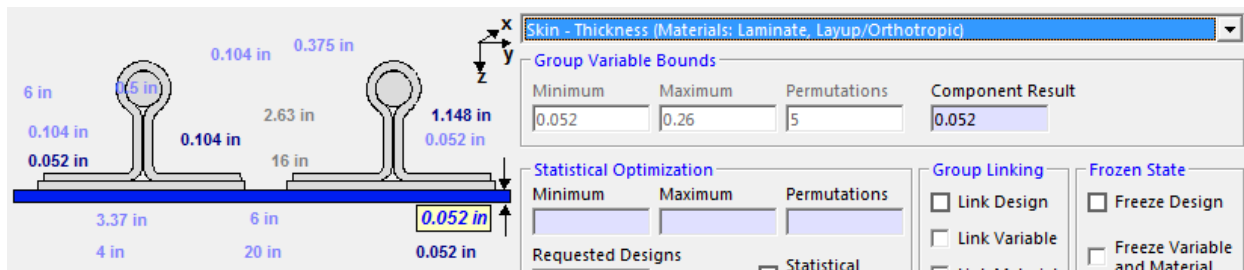 x
y
z
0.104 in
0.375 in
6 in
0.5 in
2.63 in
1.148 in
0.104 in
0.104 in
0.052 in
0.052 in
16 in
3.37 in
6 in
0.052 in
4 in
20 in
0.052 in
Skin - Thickness (Materials: Laminate, Layup/Orthotropic)
Group Variable Bounds
Minimum Maximum Permutations Component Result
0.052 0.26 5 0.052
Statistical Optimization
Minimum Maximum Permutations
Requested Designs
Statistical
Group Linking
Link Design
Link Variable
Frozen State
Freeze Design
Freeze Variable
and Material